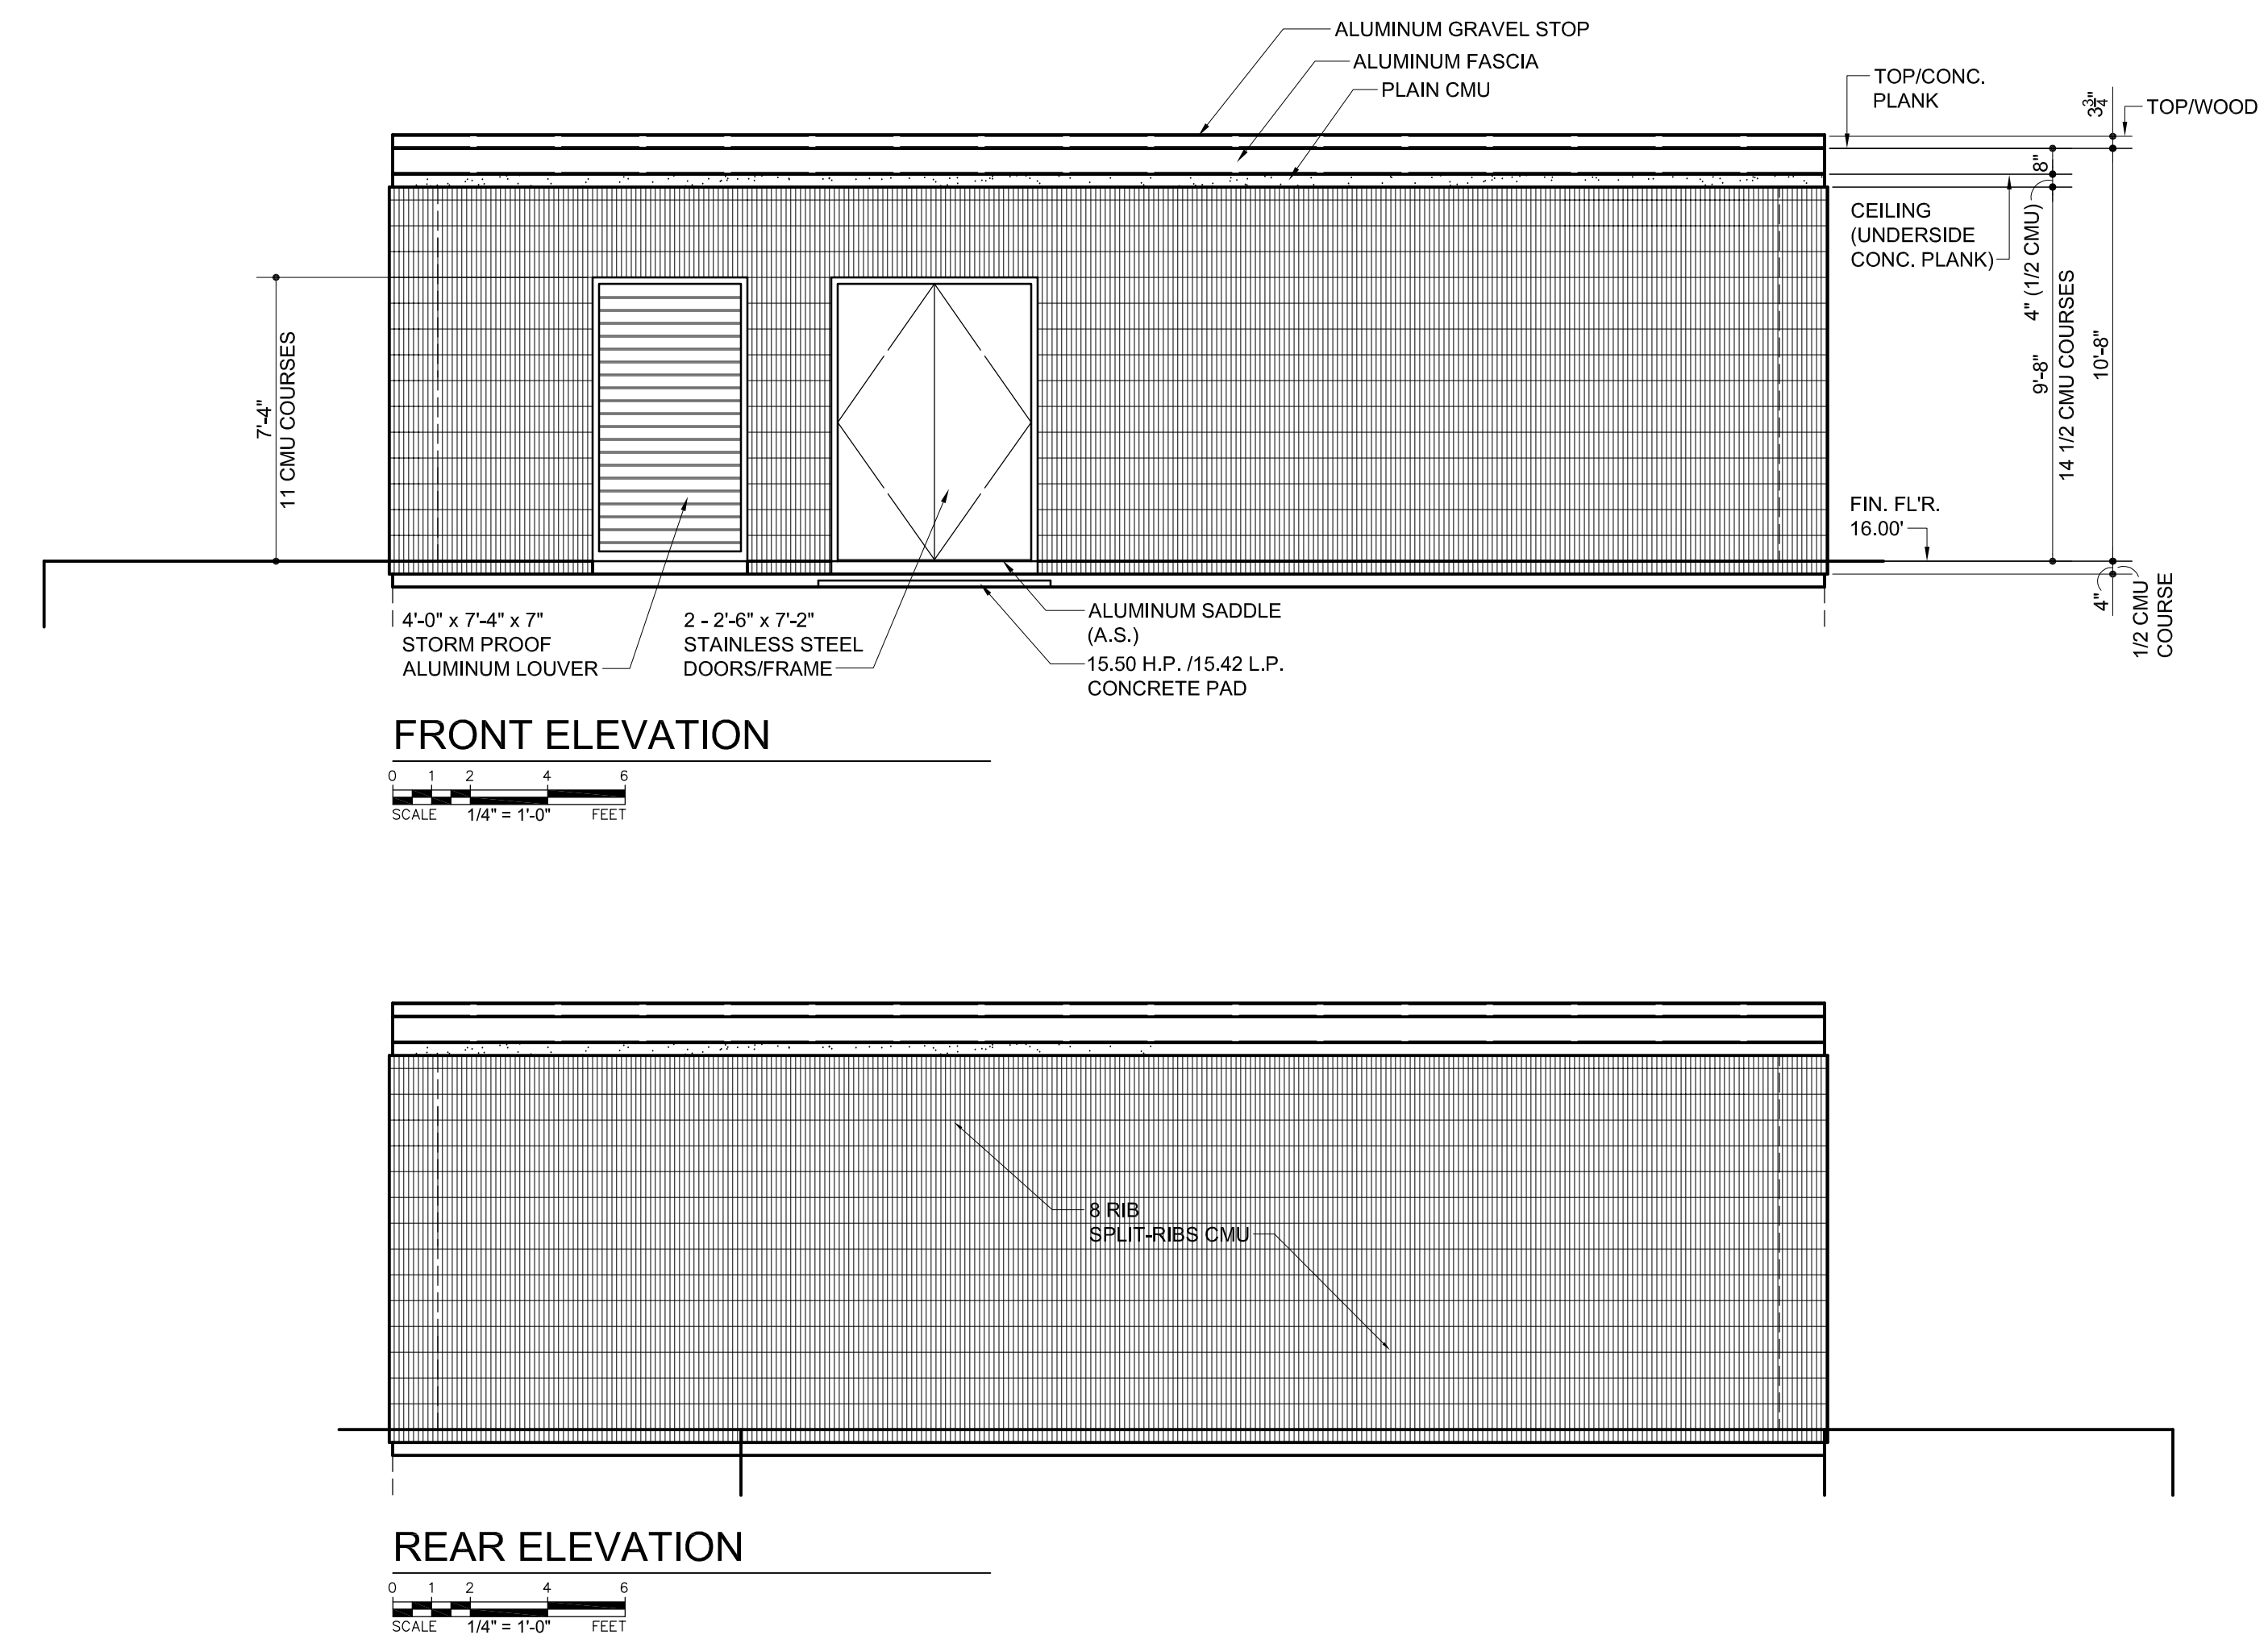 ALUMINUM GRAVEL STOP
ALUMINUM FASCIA
PLAIN CMU
TOP/CONC.
PLANK
3 3/4"
TOP/WOOD
8"
CEILING
(UNDERSIDE
CONC. PLANK)
4" (1/2 CMU)
9'-8"
14 1/2 CMU COURSES
10'-8"
7'-4"
11 CMU COURSES
FIN. FL'R.
16.00'
4"
1/2 CMU
COURSE
4'-0" x 7'-4" x 7"
STORM PROOF
ALUMINUM LOUVER
2 - 2'-6" x 7'-2"
STAINLESS STEEL
DOORS/FRAME
ALUMINUM SADDLE
(A.S.)
15.50 H.P. /15.42 L.P.
CONCRETE PAD
FRONT ELEVATION
0 1 2 4 6
SCALE 1/4" = 1'-0" FEET
8 RIB
SPLIT-RIBS CMU
REAR ELEVATION
0 1 2 4 6
SCALE 1/4" = 1'-0" FEET